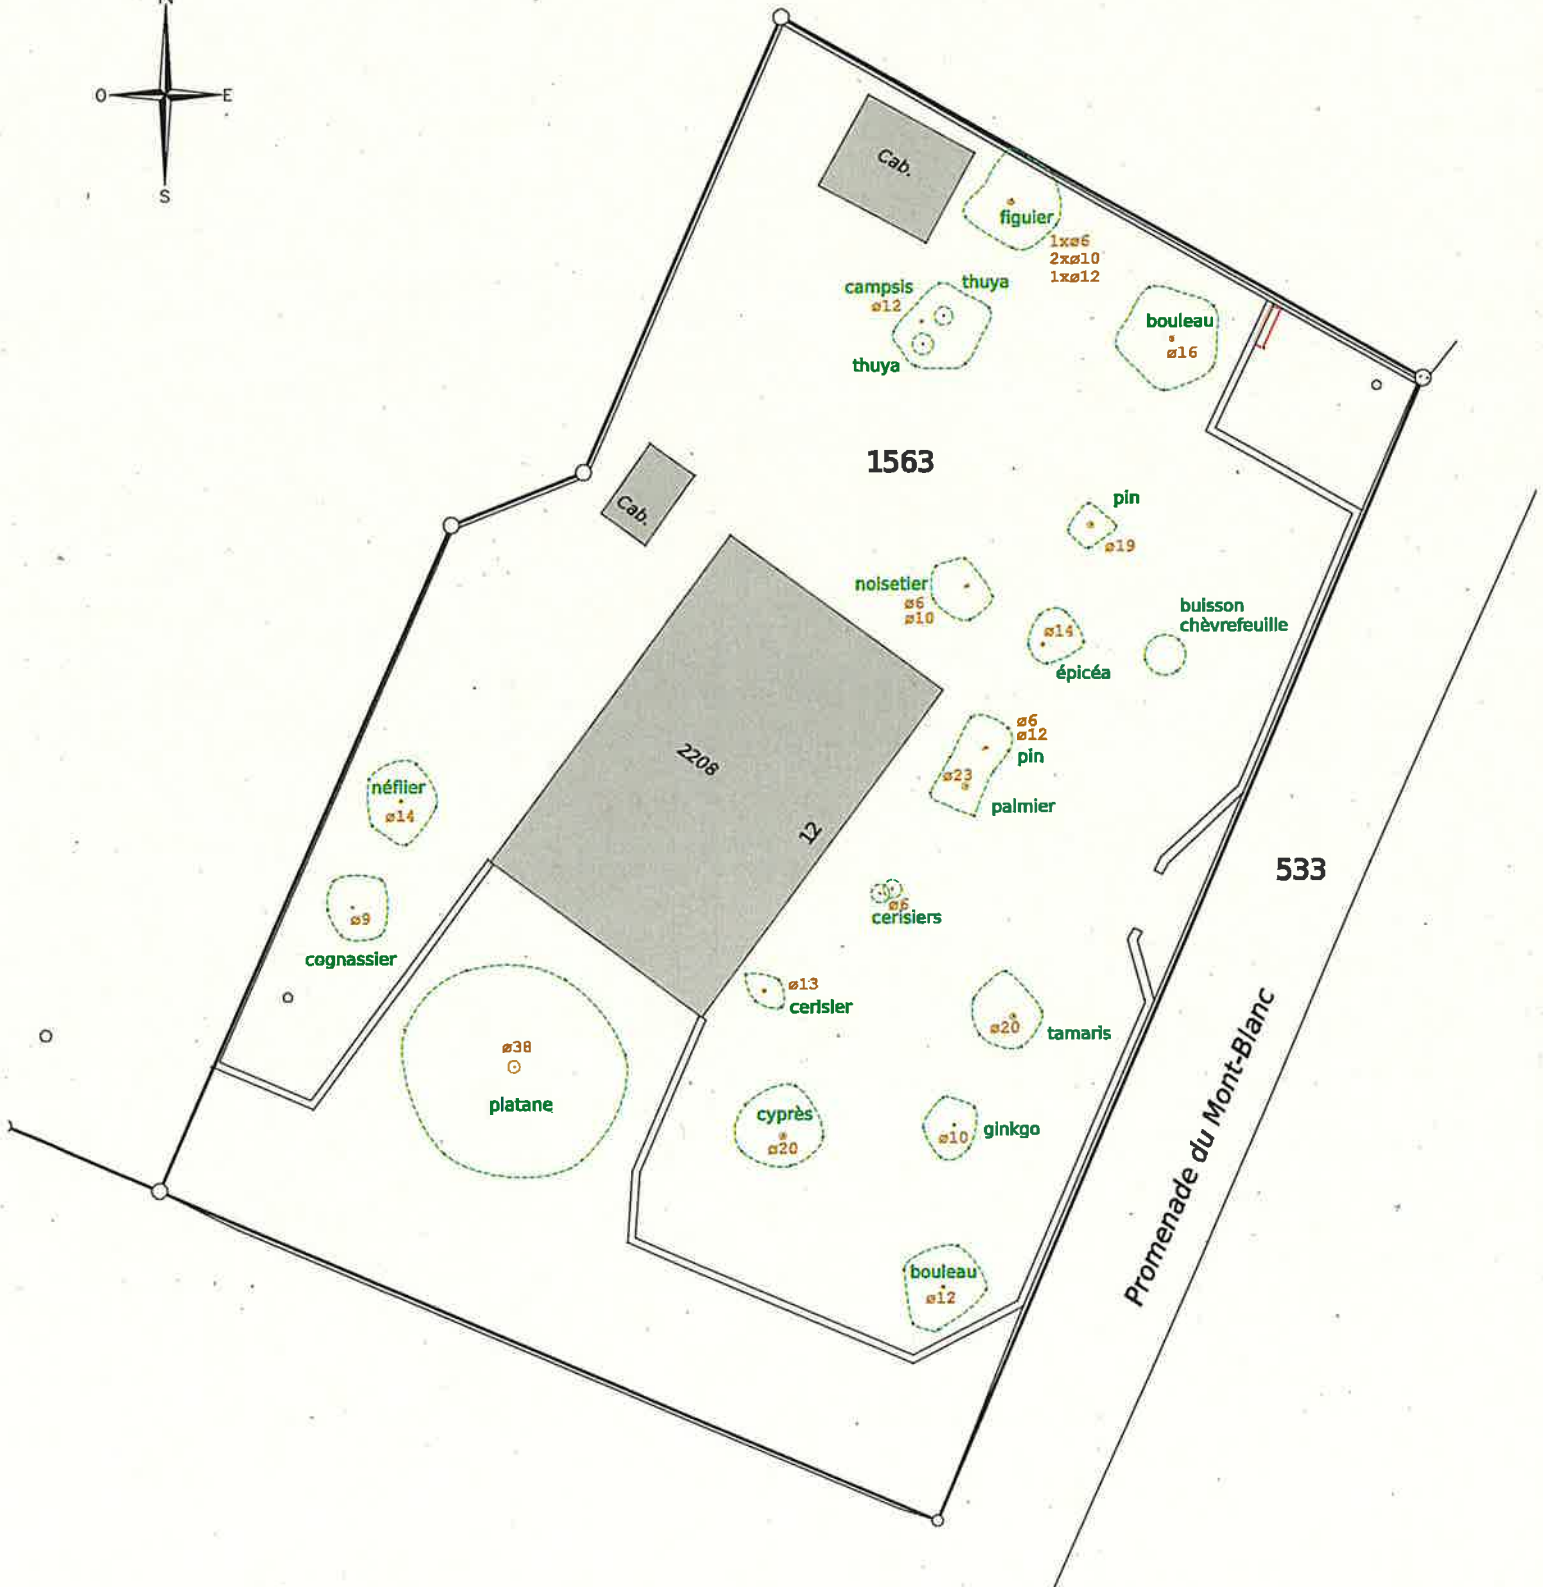 N
O
E
S
Cab.
figuier
1xø6
2xø10
1xø12
campsis
ø12
thuya
thuya
bouleau
ø16
1563
Cab.
pin
ø19
noisetier
ø6
ø10
ø14
épicéa
buisson
chèvrefeuille
ø6
ø12
pin
ø23
palmier
2208
12
néflier
ø14
533
ø9
cognassier
ø6
cerisiers
ø13
cerisier
ø20
tamaris
ø38
platane
cyprès
ø20
ø10
ginkgo
Promenade du Mont-Blanc
bouleau
ø12